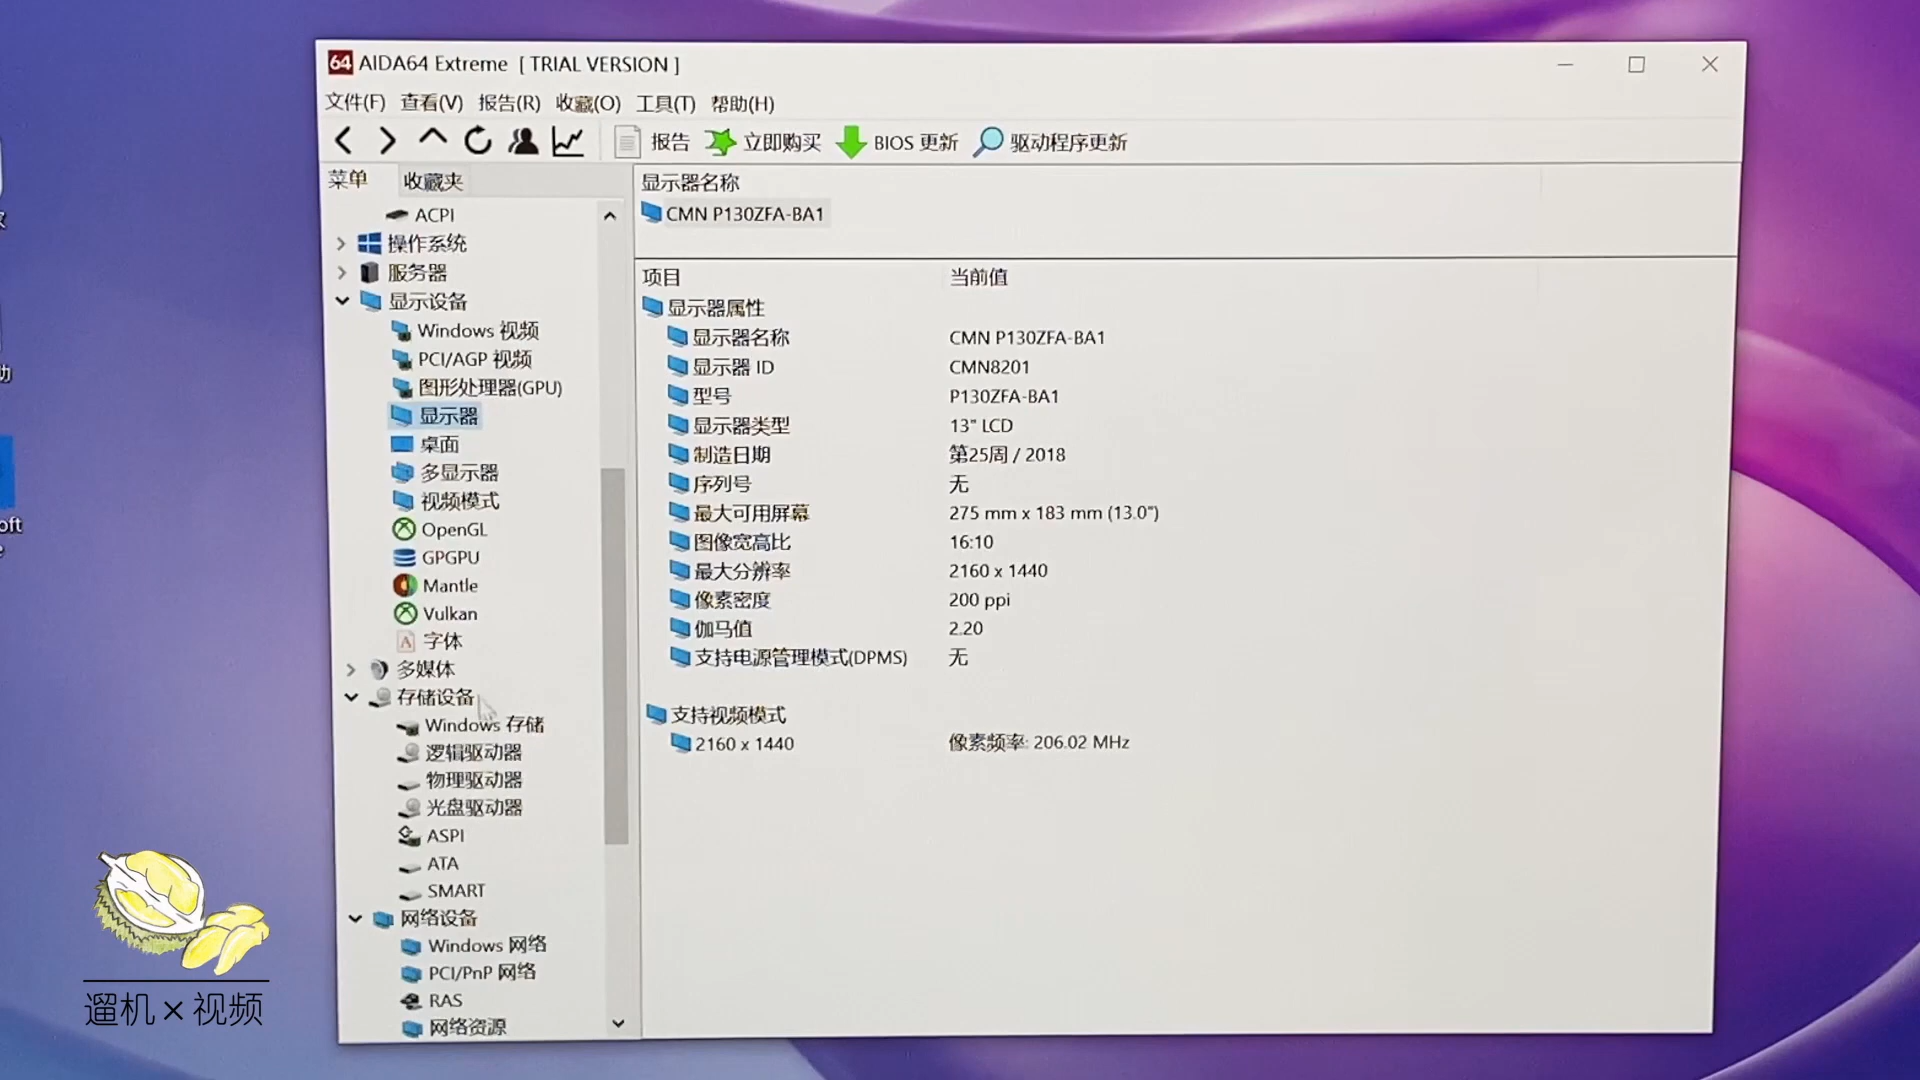 AIDA64 Extreme [ TRIAL VERSION ]
文件(F) 查看(V) 报告(R) 收藏(O) 工具(T) 帮助(H)
报告 立即购买 BIOS 更新 驱动程序更新
菜单 收藏夹
ACPI
操作系统
服务器
显示设备
Windows 视频
PCI/AGP 视频
图形处理器(GPU)
显示器
桌面
多显示器
视频模式
OpenGL
GPGPU
Mantle
Vulkan
字体
多媒体
存储设备
Windows 存储
逻辑驱动器
物理驱动器
光盘驱动器
ASPI
ATA
SMART
网络设备
Windows 网络
PCI/PnP 网络
RAS
网络资源
显示器名称
CMN P130ZFA-BA1
项目 当前值
显示器属性
显示器名称 CMN P130ZFA-BA1
显示器 ID CMN8201
型号 P130ZFA-BA1
显示器类型 13" LCD
制造日期 第25周 / 2018
序列号 无
最大可用屏幕 275 mm x 183 mm (13.0")
图像宽高比 16:10
最大分辨率 2160 x 1440
像素密度 200 ppi
伽马值 2.20
支持电源管理模式(DPMS) 无
支持视频模式
2160 x 1440 像素频率: 206.02 MHz
oft
遛机×视频